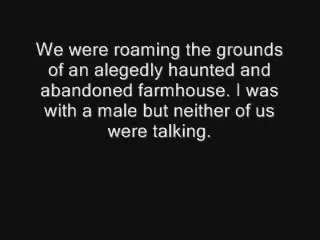 We were roaming the grounds
of an alegedly haunted and
abandoned farmhouse. I was
with a male but neither of us
were talking.